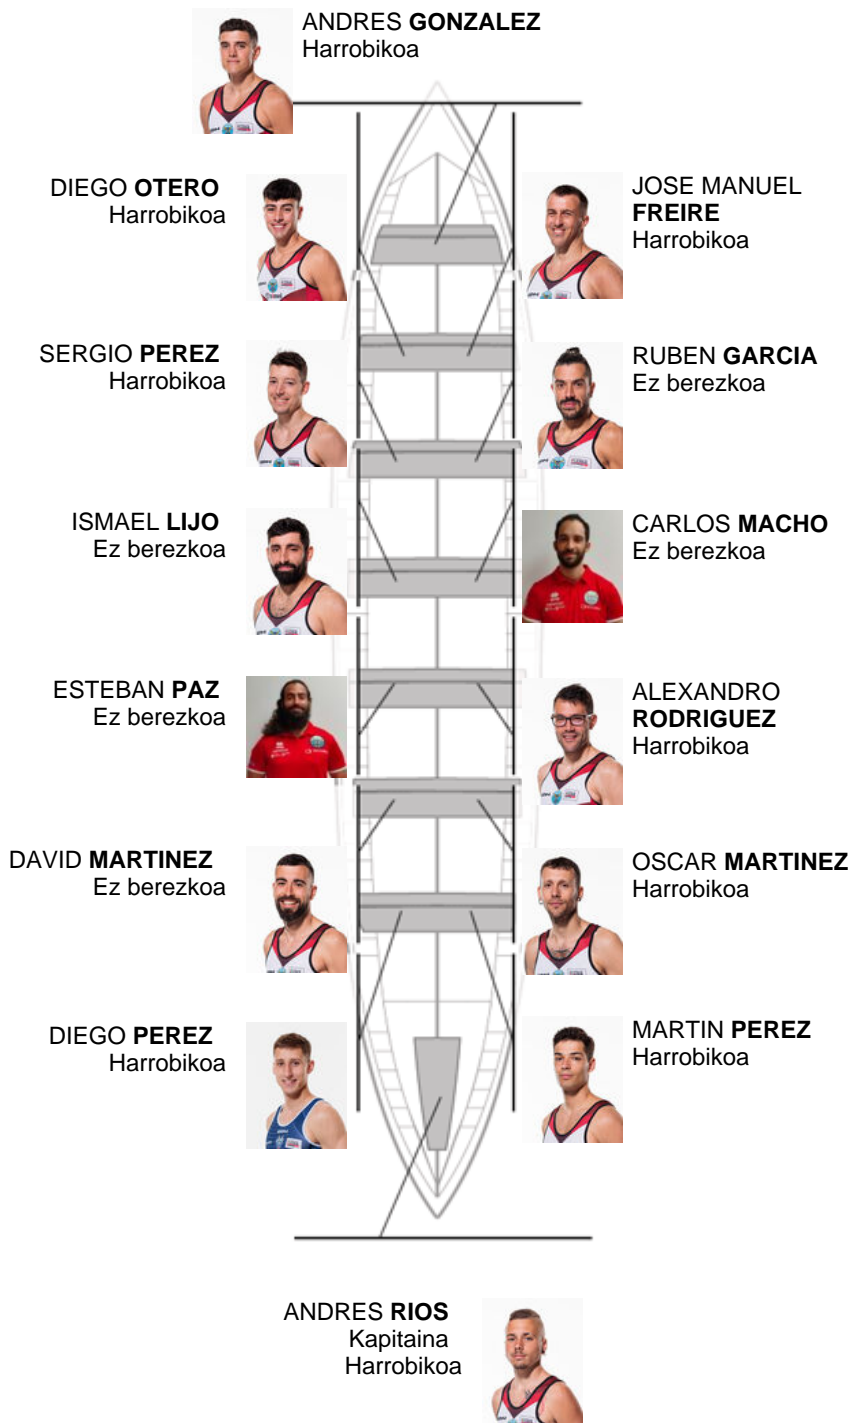 ANDRES GONZALEZ
Harrobikoa
DIEGO OTERO
Harrobikoa
JOSE MANUEL
FREIRE
Harrobikoa
SERGIO PEREZ
Harrobikoa
RUBEN GARCIA
Ez berezkoa
ISMAEL LIJO
Ez berezkoa
CARLOS MACHO
Ez berezkoa
ESTEBAN PAZ
Ez berezkoa
ALEXANDRO
RODRIGUEZ
Harrobikoa
DAVID MARTINEZ
Ez berezkoa
OSCAR MARTINEZ
Harrobikoa
DIEGO PEREZ
Harrobikoa
MARTIN PEREZ
Harrobikoa
ANDRES RIOS
Kapitaina
Harrobikoa